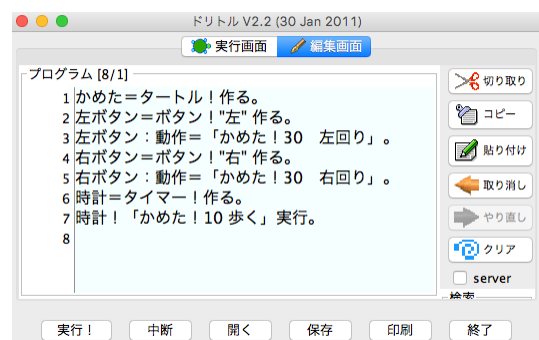 ドリトル V2.2 (30 Jan 2011)
実行画面 編集画面
プログラム [8/1]
1 かめた＝タートル！作る。
2 左ボタン＝ボタン！"左" 作る。
3 左ボタン：動作＝「かめた！30　左回り」。
4 右ボタン＝ボタン！"右" 作る。
5 右ボタン：動作＝「かめた！30　右回り」。
6 時計＝タイマー！作る。
7 時計！「かめた！10 歩く」実行。
8
切り取り
コピー
貼り付け
取り消し
やり直し
クリア
server
検索
実行！ 中断 開く 保存 印刷 終了